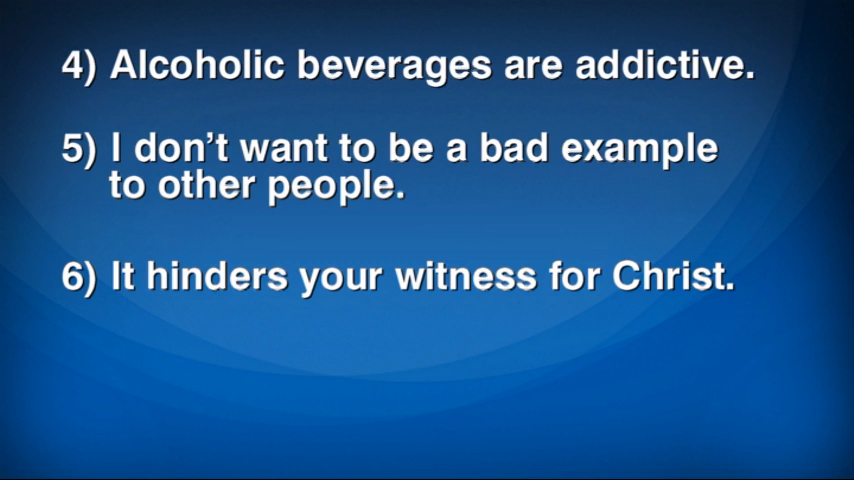 4) Alcoholic beverages are addictive.
5) I don’t want to be a bad example
to other people.
6) It hinders your witness for Christ.